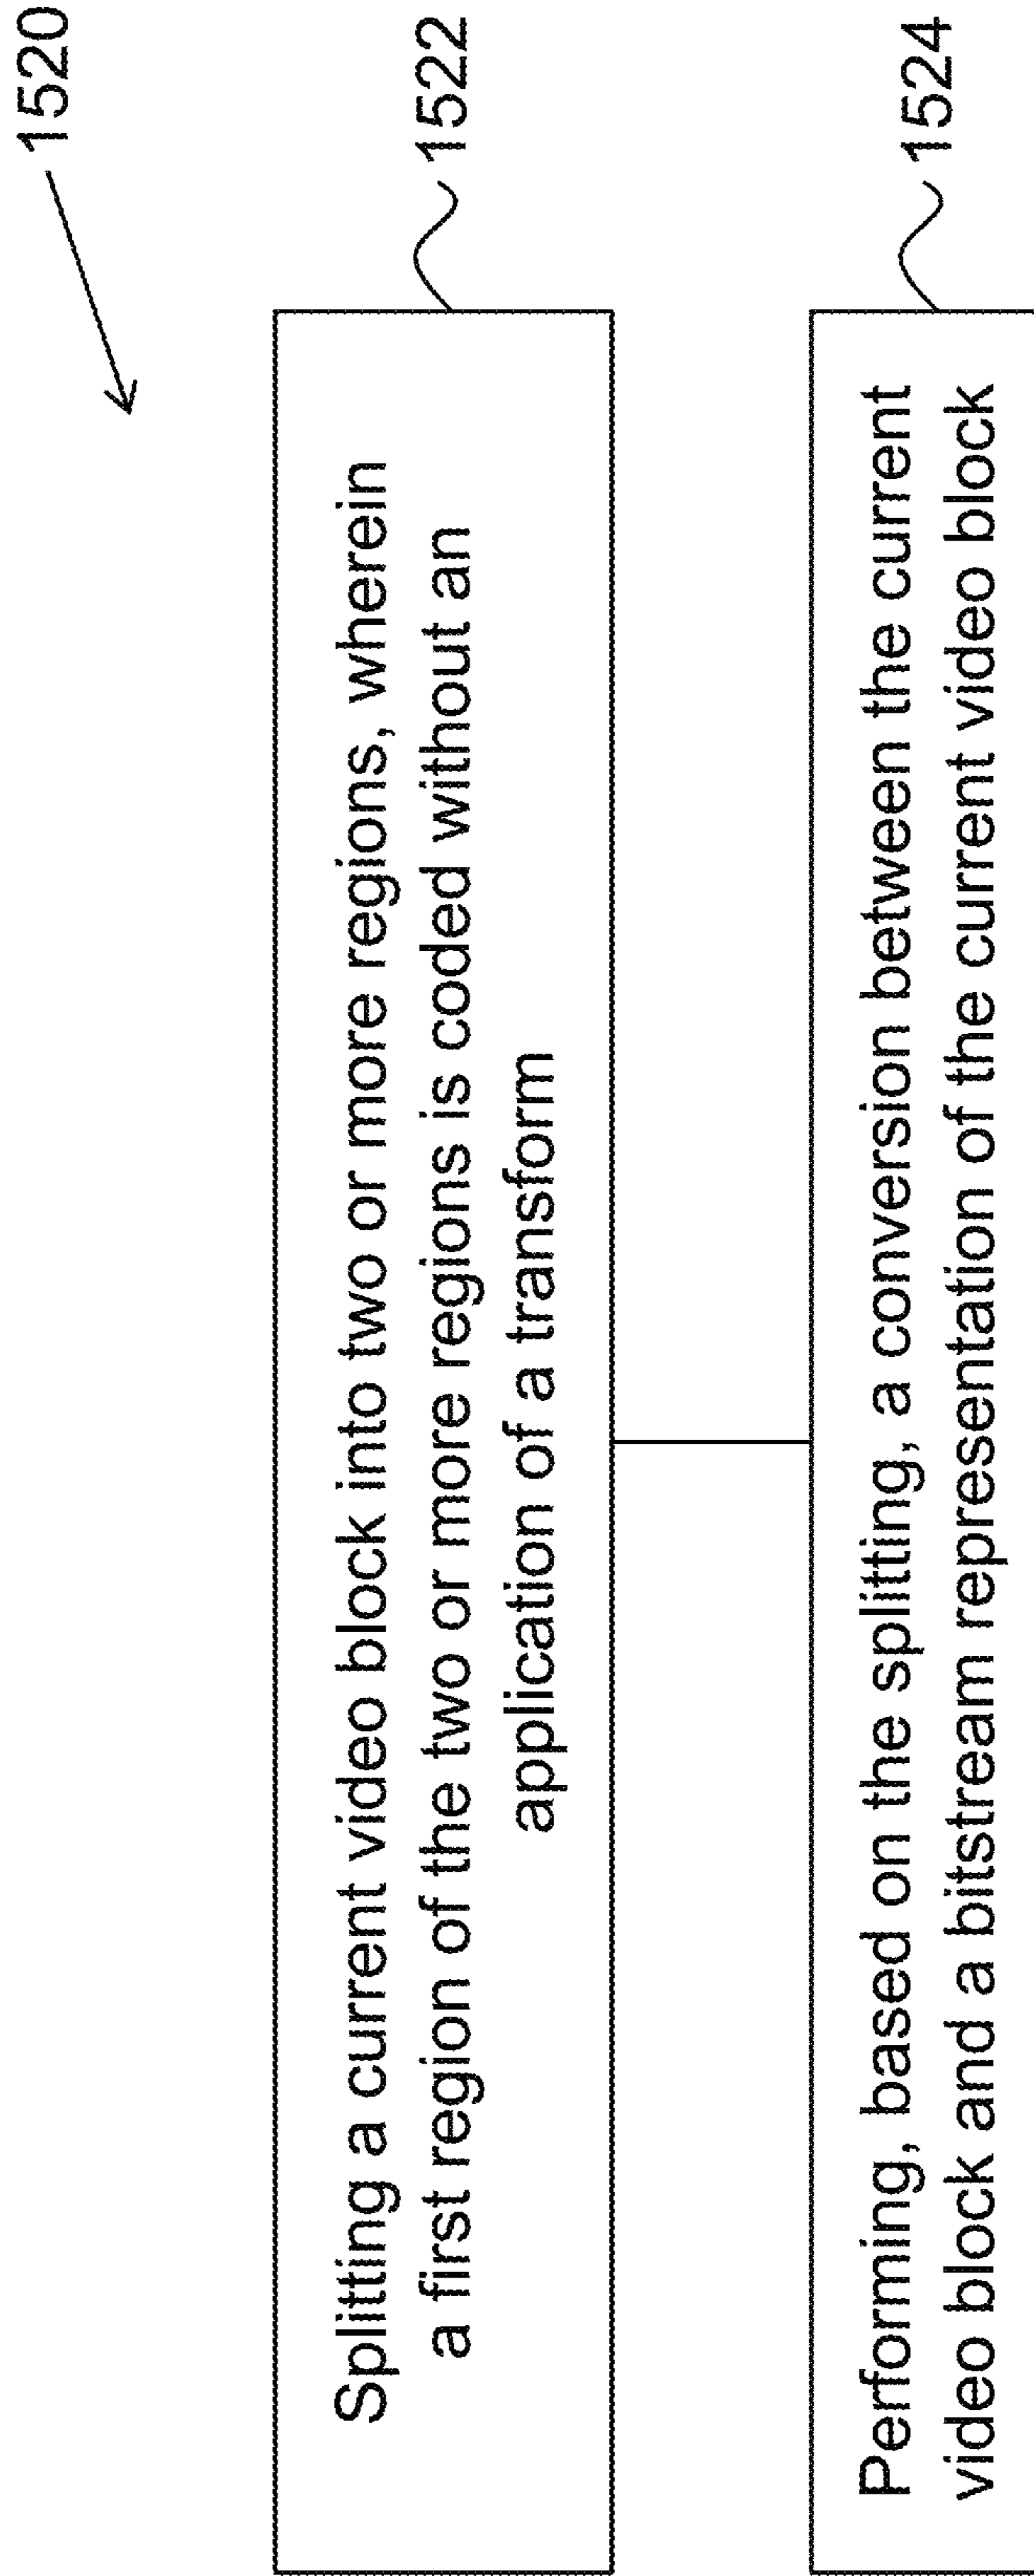 1520
Splitting a current video block into two or more regions, wherein
a first region of the two or more regions is coded without an
application of a transform
1522
Performing, based on the splitting, a conversion between the current
video block and a bitstream representation of the current video block
1524